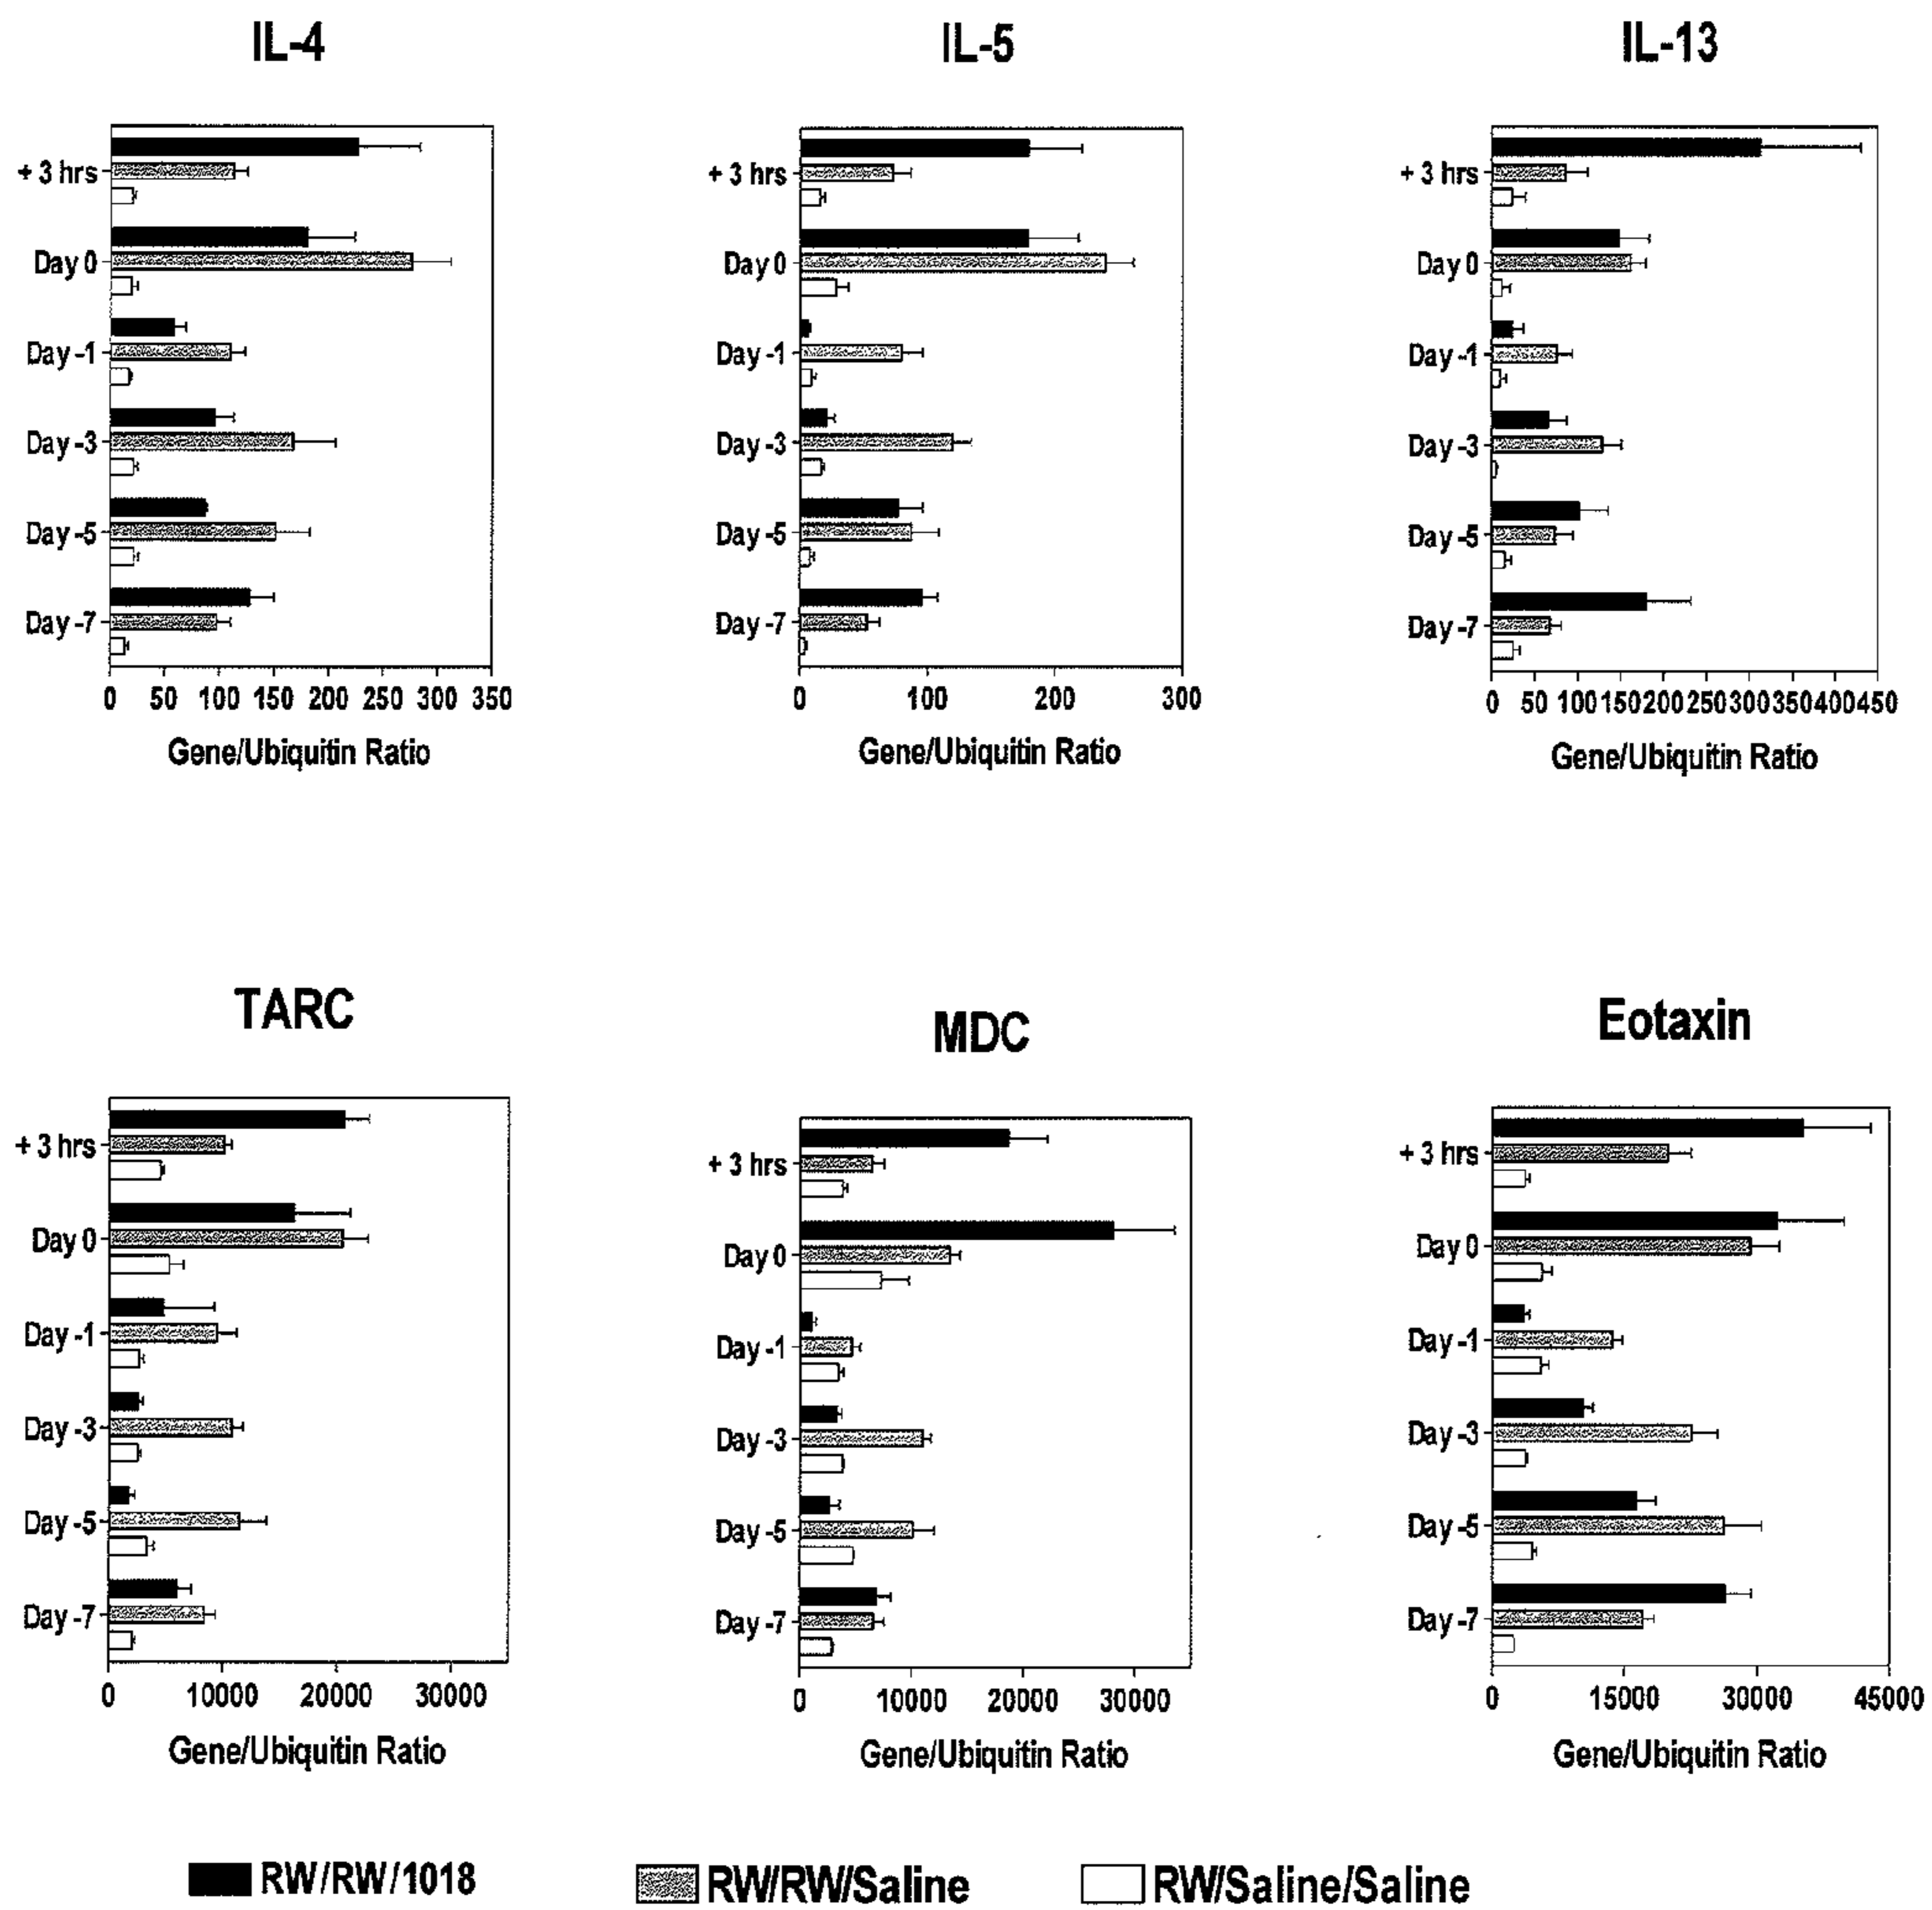 IL-4
IL-5
IL-13
+ 3 hrs
Day 0
Day -1
Day -3
Day -5
Day -7
0 50 100 150 200 250 300 350
Gene/Ubiquitin Ratio
+ 3 hrs
Day 0
Day -1
Day -3
Day -5
Day -7
0 100 200 300
Gene/Ubiquitin Ratio
+ 3 hrs
Day 0
Day -1
Day -3
Day -5
Day -7
0 50 100 150 200 250 300 350 400 450
Gene/Ubiquitin Ratio
TARC
MDC
Eotaxin
+ 3 hrs
Day 0
Day -1
Day -3
Day -5
Day -7
0 10000 20000 30000
Gene/Ubiquitin Ratio
+ 3 hrs
Day 0
Day -1
Day -3
Day -5
Day -7
0 10000 20000 30000
Gene/Ubiquitin Ratio
+ 3 hrs
Day 0
Day -1
Day -3
Day -5
Day -7
0 15000 30000 45000
Gene/Ubiquitin Ratio
RW/RW/1018
RW/RW/Saline
RW/Saline/Saline